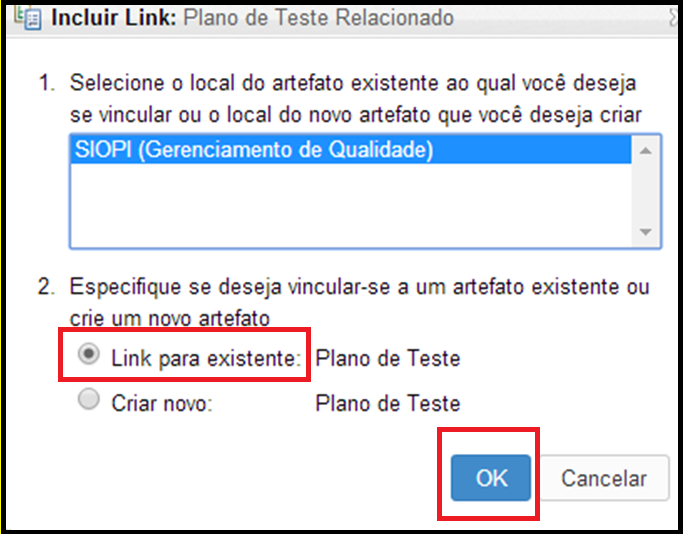 Incluir Link: Plano de Teste Relacionado
1. Selecione o local do artefato existente ao qual você deseja
se vincular ou o local do novo artefato que você deseja criar
SIOPI (Gerenciamento de Qualidade)
2. Especifique se deseja vincular-se a um artefato existente ou
crie um novo artefato
Link para existente: Plano de Teste
Criar novo: Plano de Teste
OK Cancelar